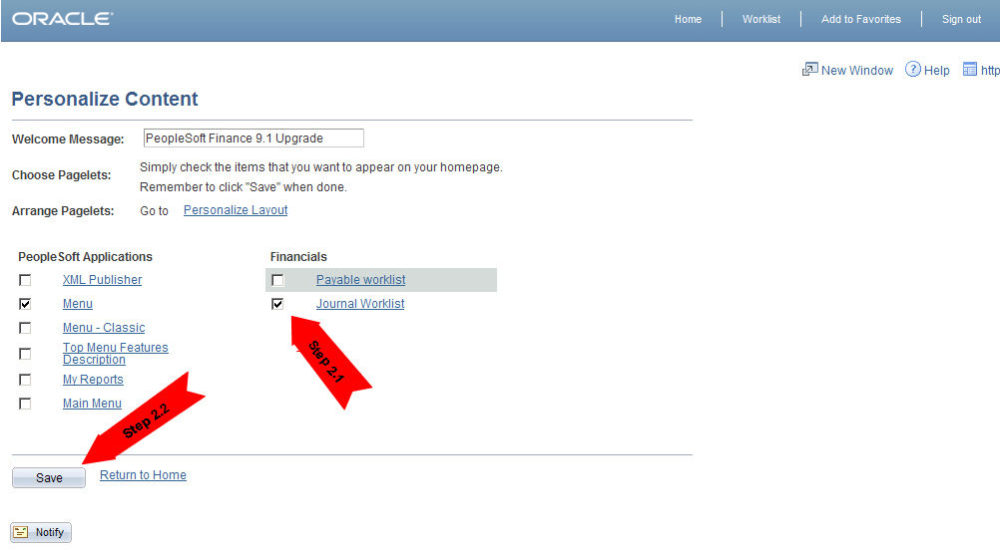 ORACLE
Home Worklist Add to Favorites Sign out
New Window Help http
Personalize Content
Welcome Message: PeopleSoft Finance 9.1 Upgrade
Choose Pagelets: Simply check the items that you want to appear on your homepage.
Remember to click "Save" when done.
Arrange Pagelets: Go to Personalize Layout
PeopleSoft Applications Financials
XML Publisher Payable worklist
Menu Journal Worklist
Menu - Classic
Top Menu Features
Description
My Reports
Main Menu
Step 2.1
Step 2.2
Save Return to Home
Notify